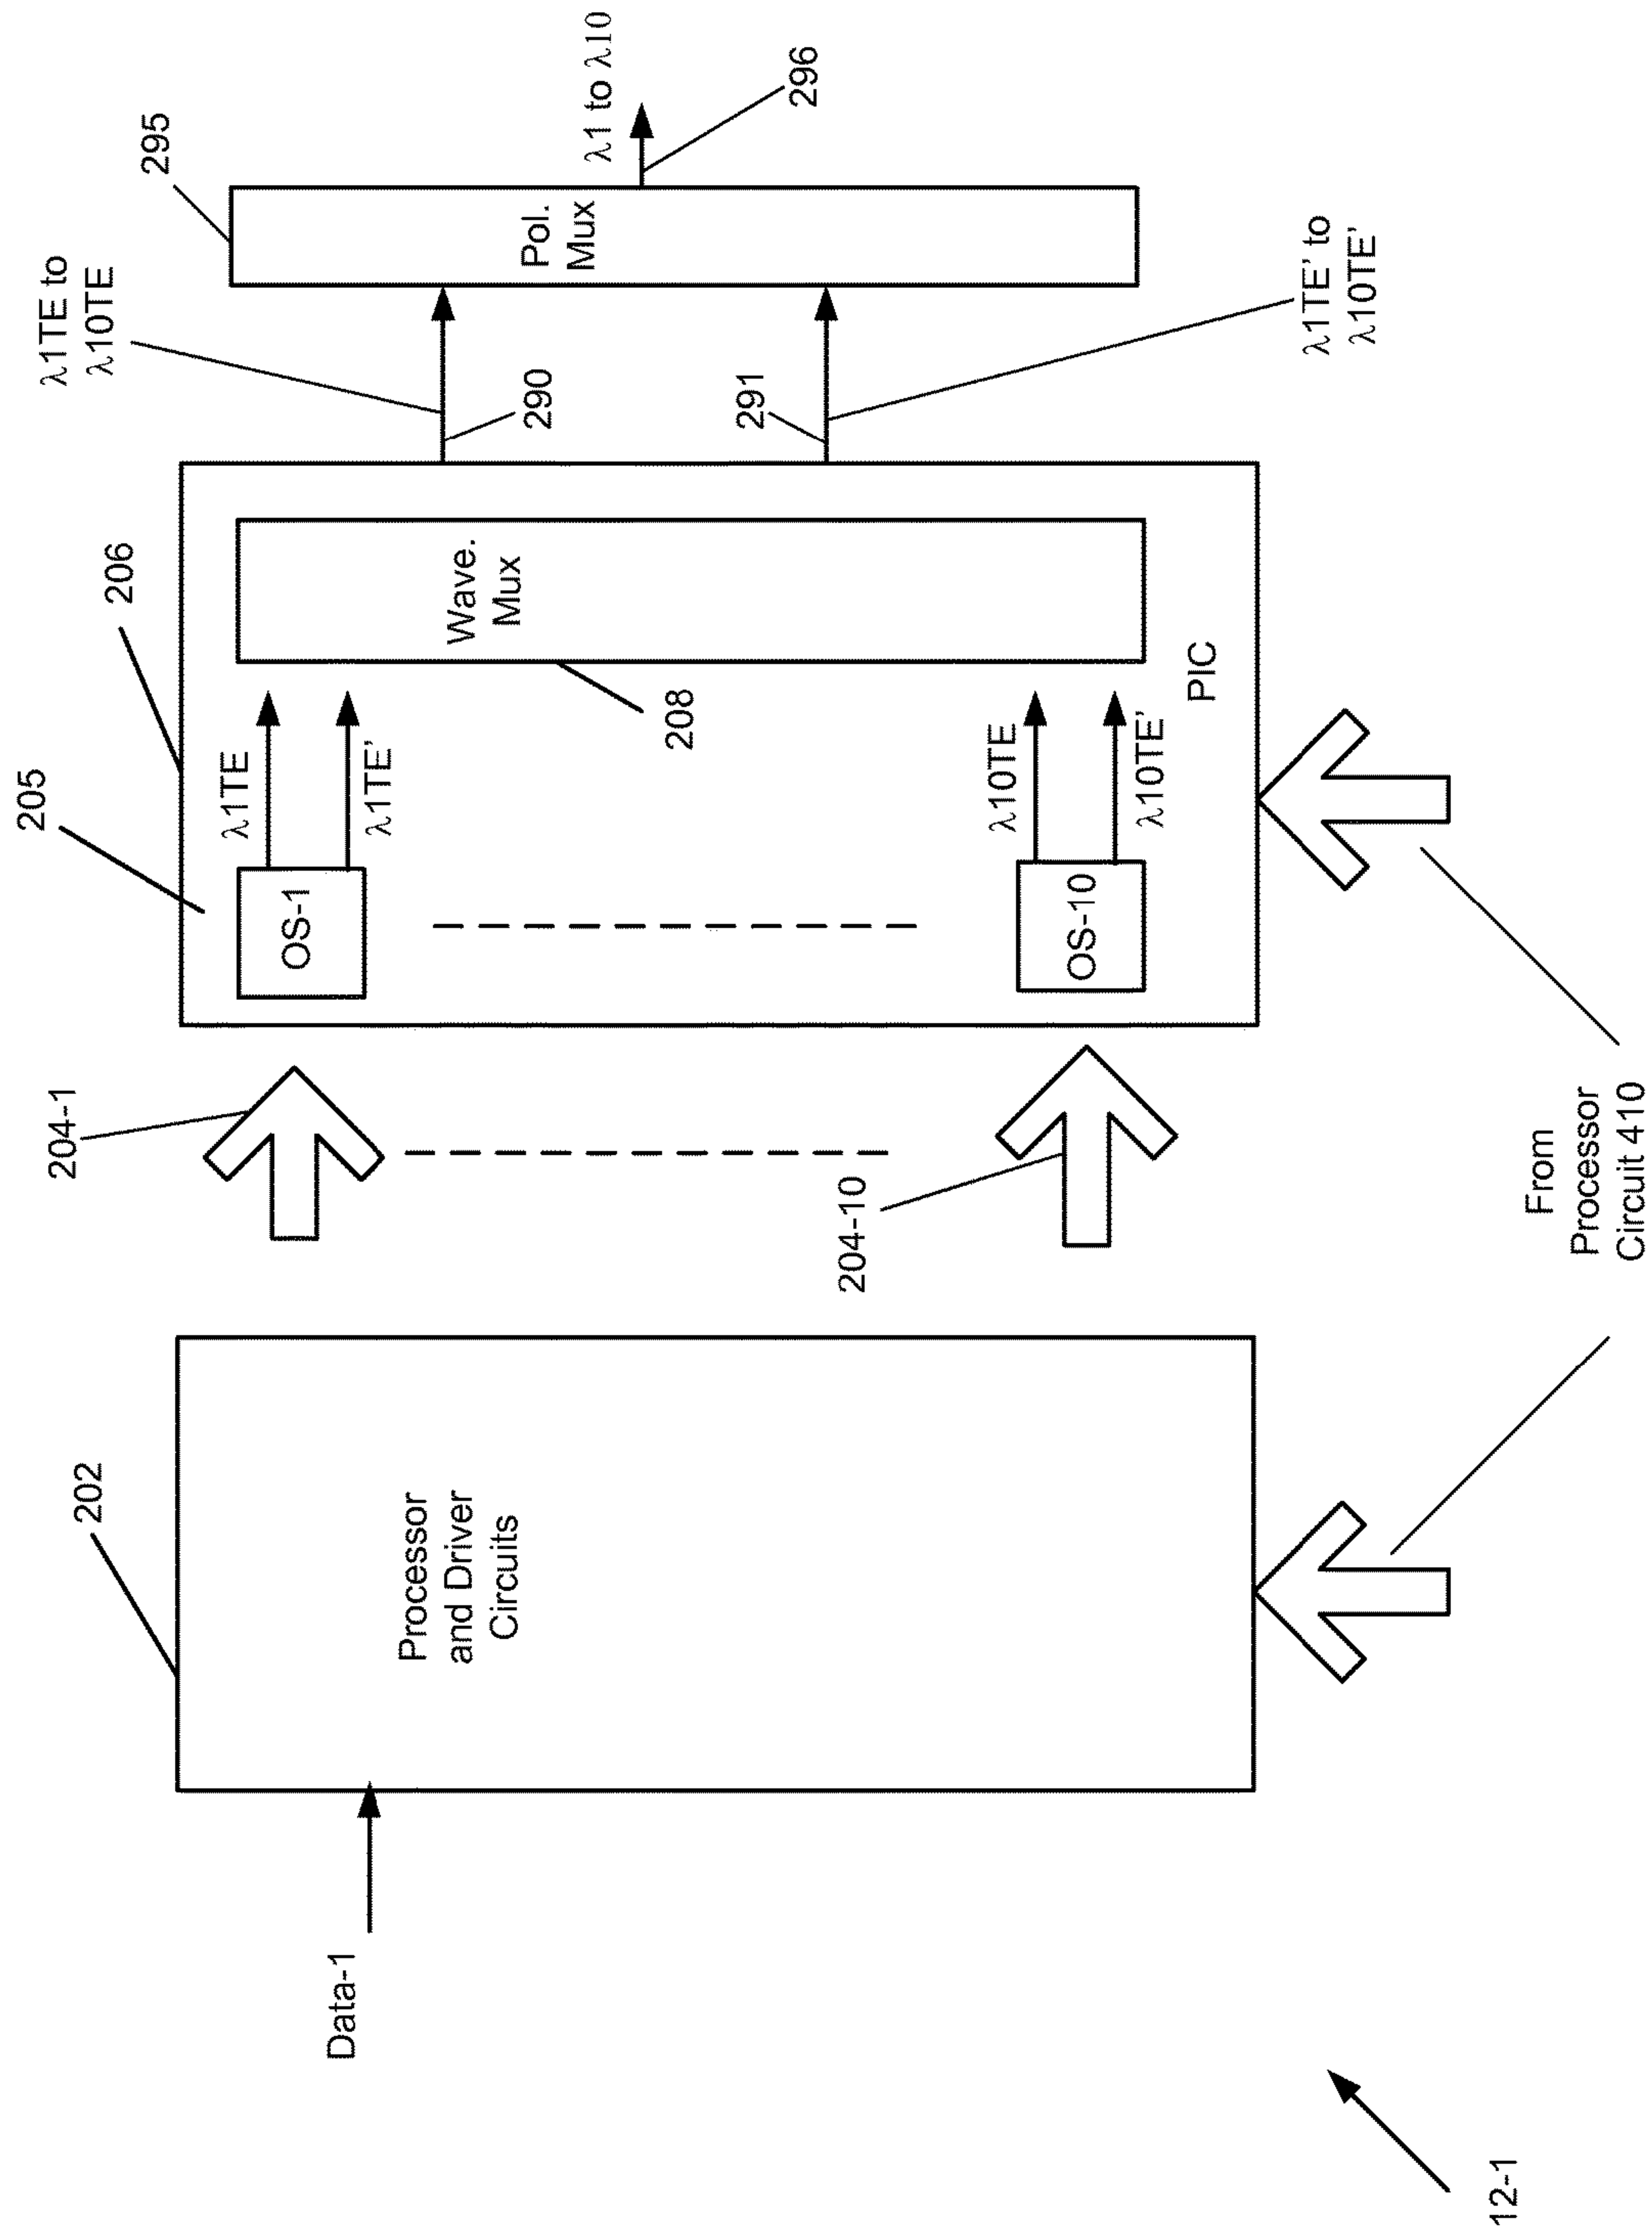 295
λ1 to λ10
296
Pol.
Mux
λ1TE to
λ10TE
290
291
λ1TE' to
λ10TE'
206
205
Wave.
Mux
208
PIC
λ1TE
λ1TE'
λ10TE
λ10TE'
OS-1
OS-10
204-1
204-10
202
Processor
and Driver
Circuits
From
Processor
Circuit 410
Data-1
12-1